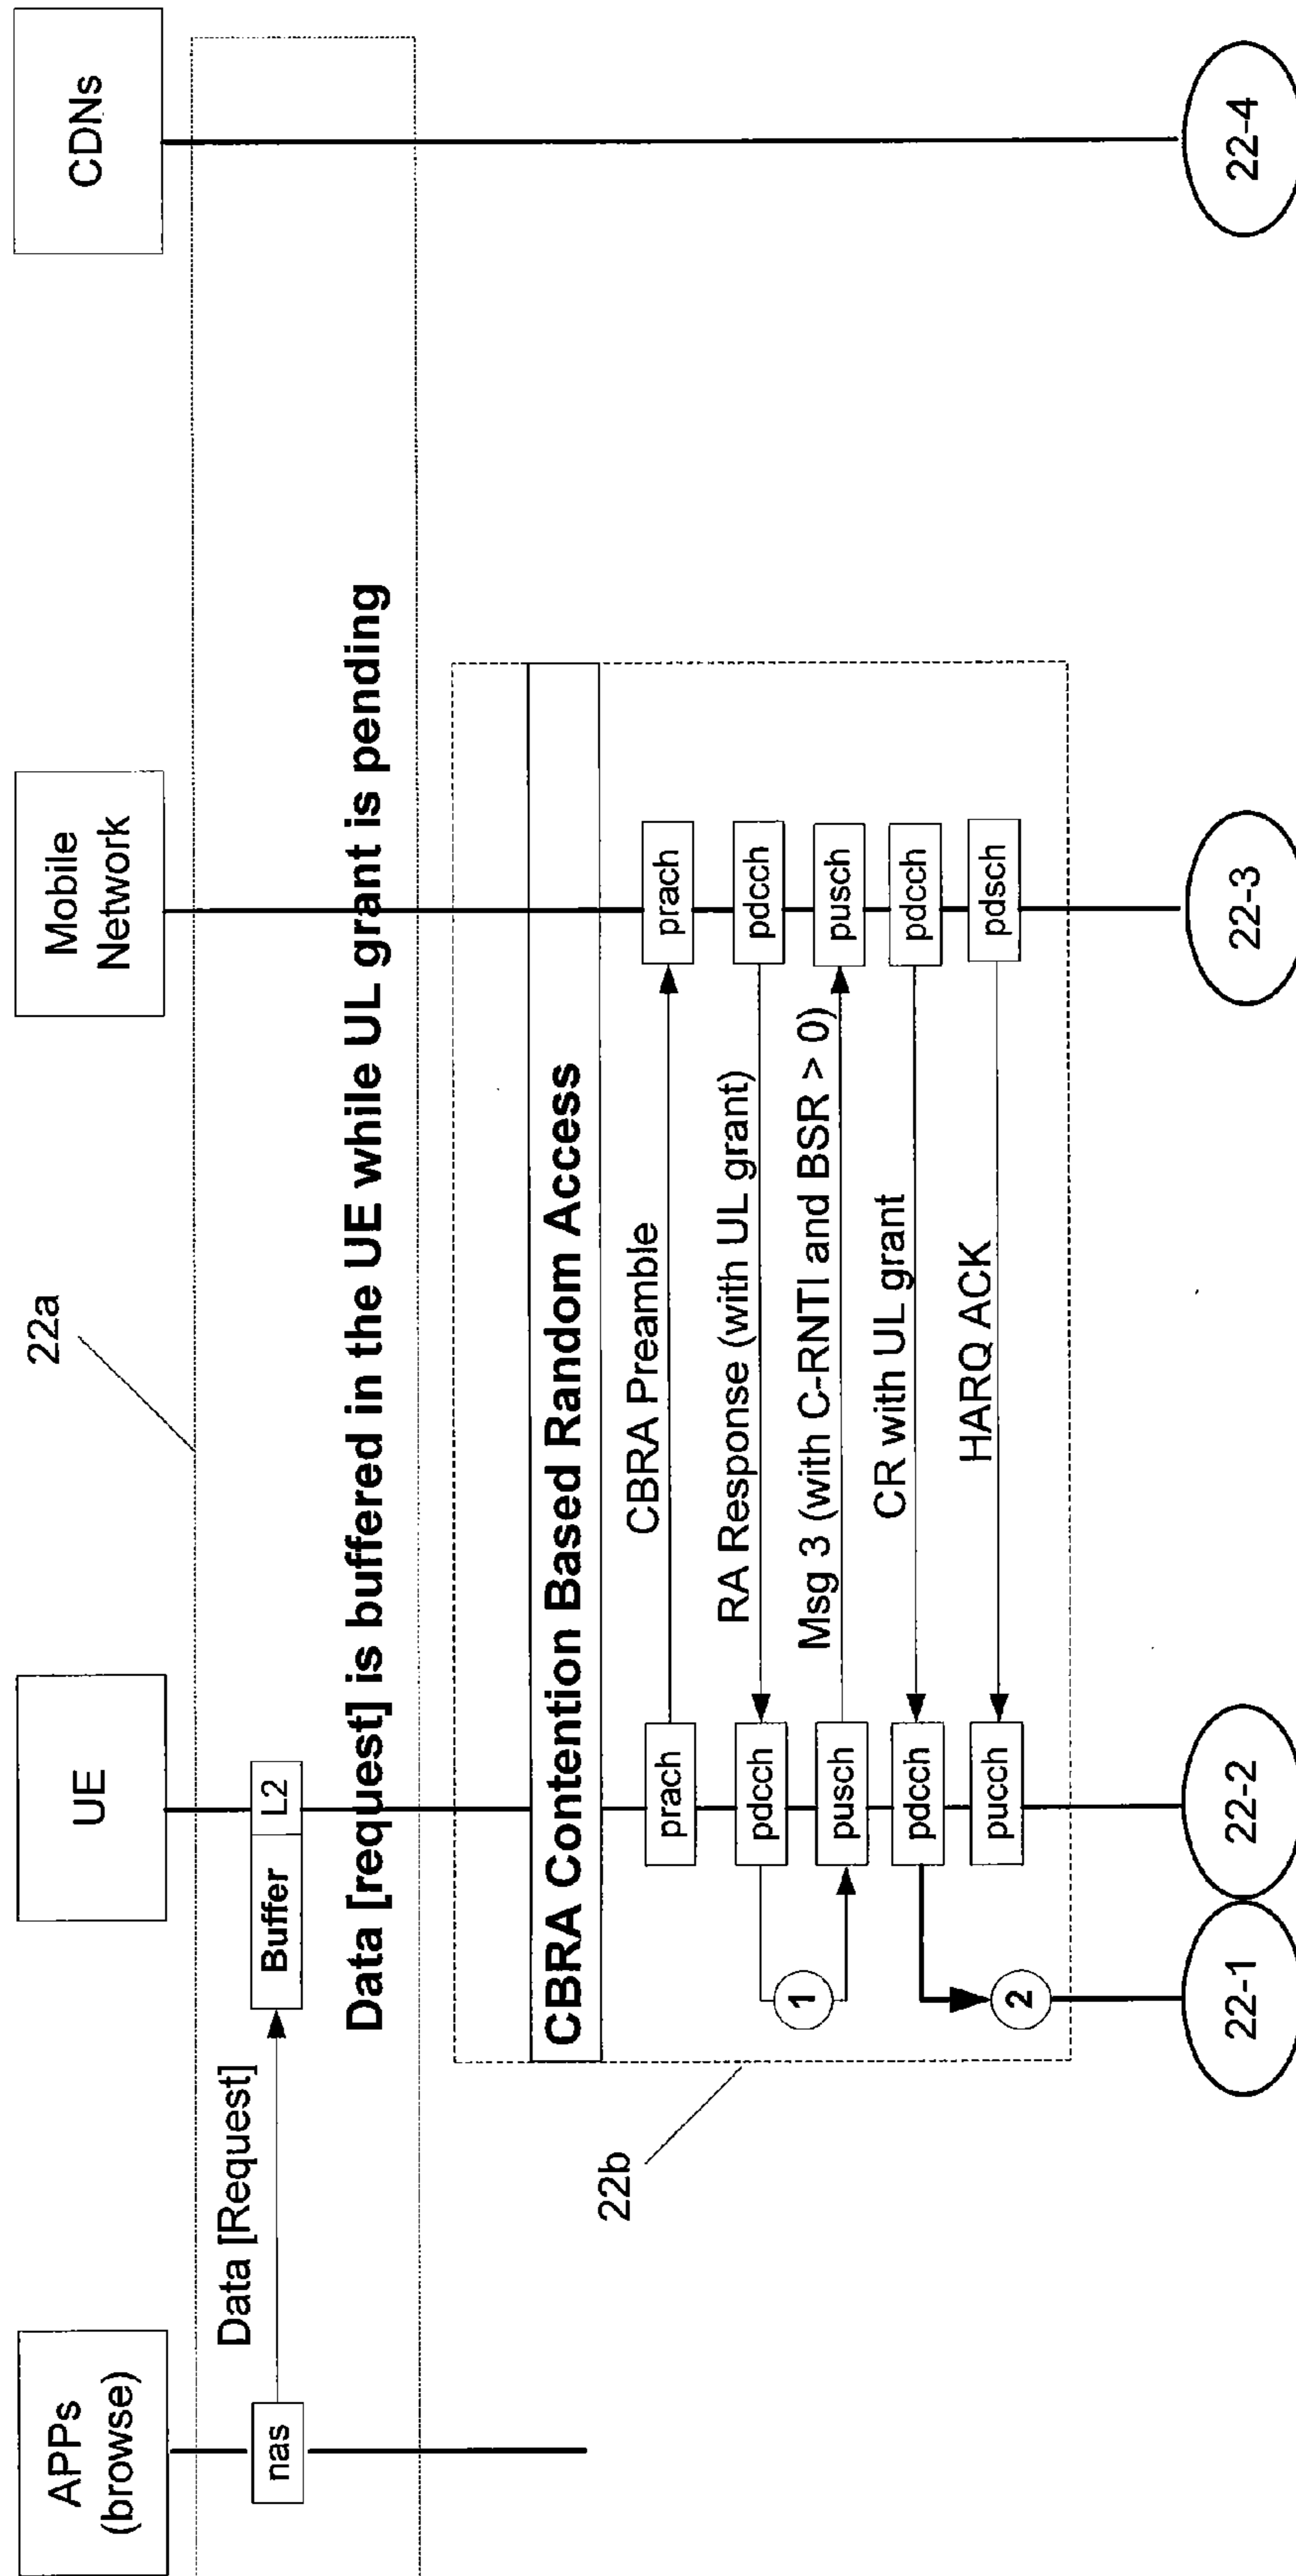 APPs
(browse)
UE
Mobile
Network
CDNs
22a
Data [Request]
nas
Buffer
L2
Data [request] is buffered in the UE while UL grant is pending
22b
CBRA Contention Based Random Access
CBRA Preamble
prach
prach
RA Response (with UL grant)
pdcch
pdcch
1
Msg 3 (with C-RNTI and BSR > 0)
pusch
pusch
CR with UL grant
pdcch
pdcch
2
HARQ ACK
pucch
pdsch
22-1
22-2
22-3
22-4